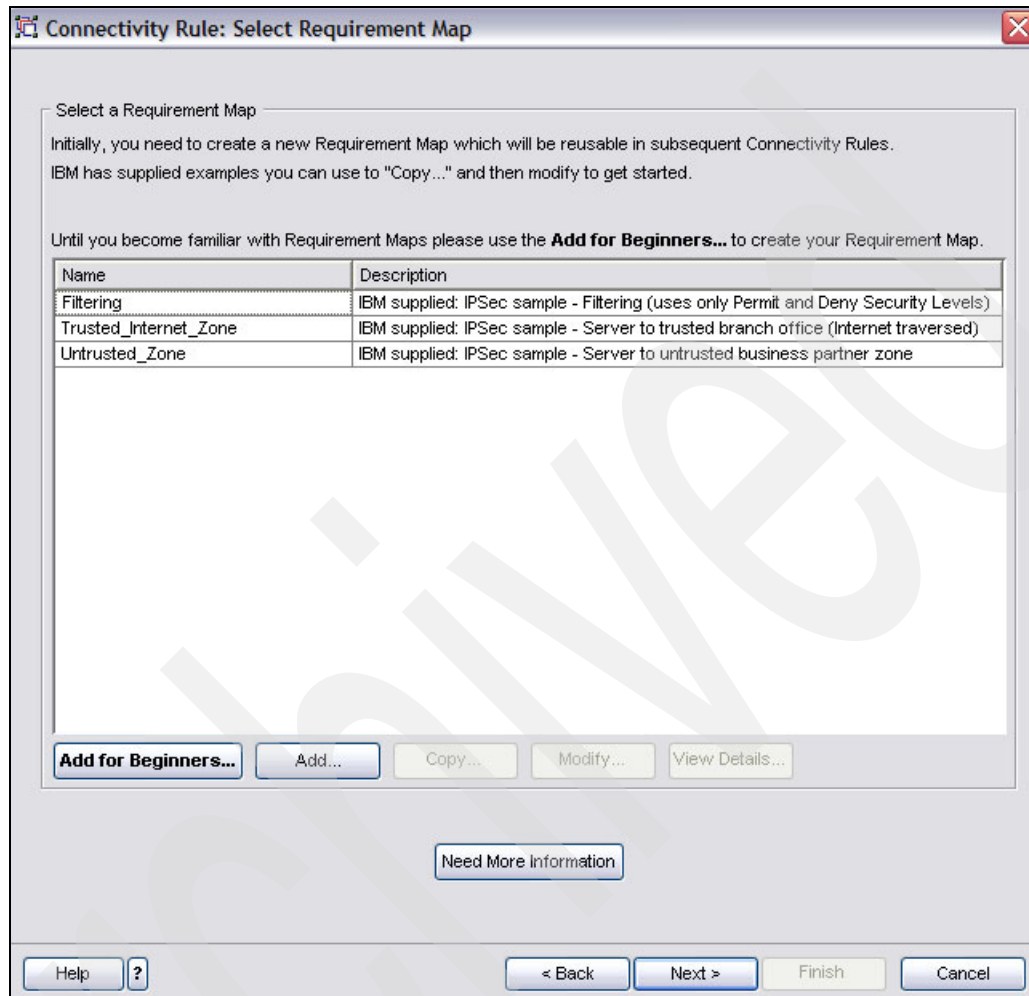 Connectivity Rule: Select Requirement Map
Select a Requirement Map
Initially, you need to create a new Requirement Map which will be reusable in subsequent Connectivity Rules.
IBM has supplied examples you can use to "Copy..." and then modify to get started.
Until you become familiar with Requirement Maps please use the Add for Beginners... to create your Requirement Map.
Name Description
Filtering IBM supplied: IPSec sample - Filtering (uses only Permit and Deny Security Levels)
Trusted_Internet_Zone IBM supplied: IPSec sample - Server to trusted branch office (Internet traversed)
Untrusted_Zone IBM supplied: IPSec sample - Server to untrusted business partner zone
Add for Beginners... Add... Copy... Modify... View Details...
Need More Information
Help ? < Back Next > Finish Cancel